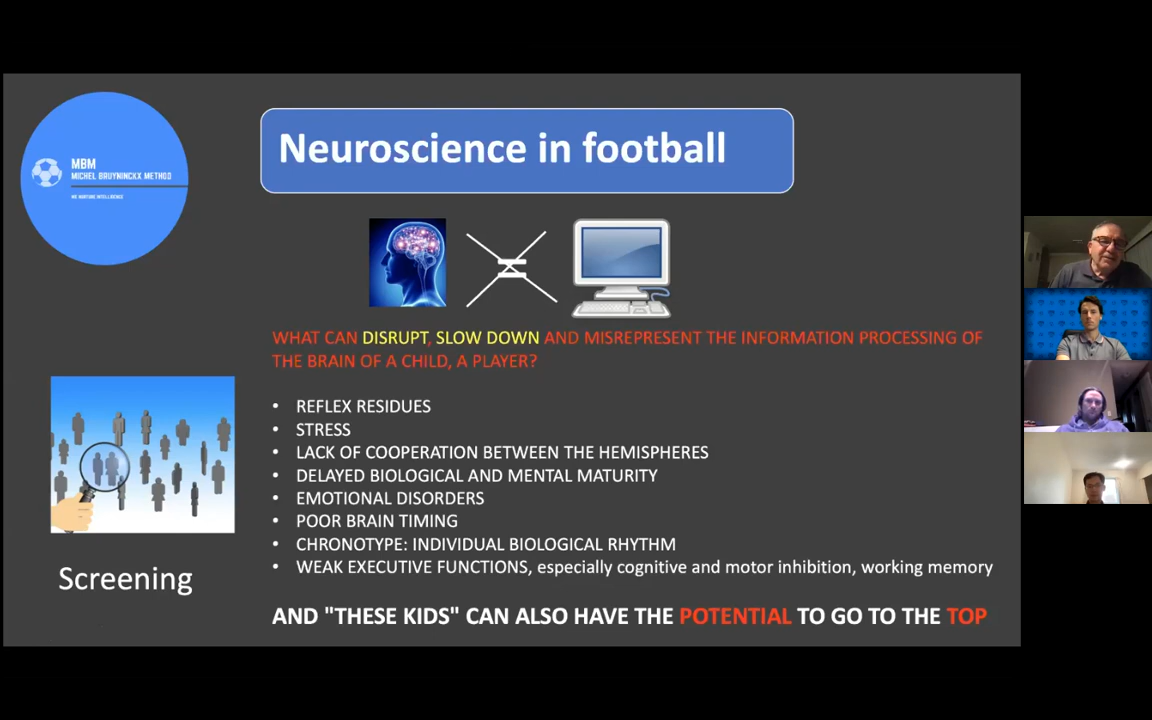 MBM
MICHEL BRUYNINCKX METHOD
WE NURTURE INTELLIGENCE
Neuroscience in football
WHAT CAN DISRUPT, SLOW DOWN AND MISREPRESENT THE INFORMATION PROCESSING OF
THE BRAIN OF A CHILD, A PLAYER?
• REFLEX RESIDUES
• STRESS
• LACK OF COOPERATION BETWEEN THE HEMISPHERES
• DELAYED BIOLOGICAL AND MENTAL MATURITY
• EMOTIONAL DISORDERS
• POOR BRAIN TIMING
• CHRONOTYPE: INDIVIDUAL BIOLOGICAL RHYTHM
• WEAK EXECUTIVE FUNCTIONS, especially cognitive and motor inhibition, working memory
Screening
AND "THESE KIDS" CAN ALSO HAVE THE POTENTIAL TO GO TO THE TOP